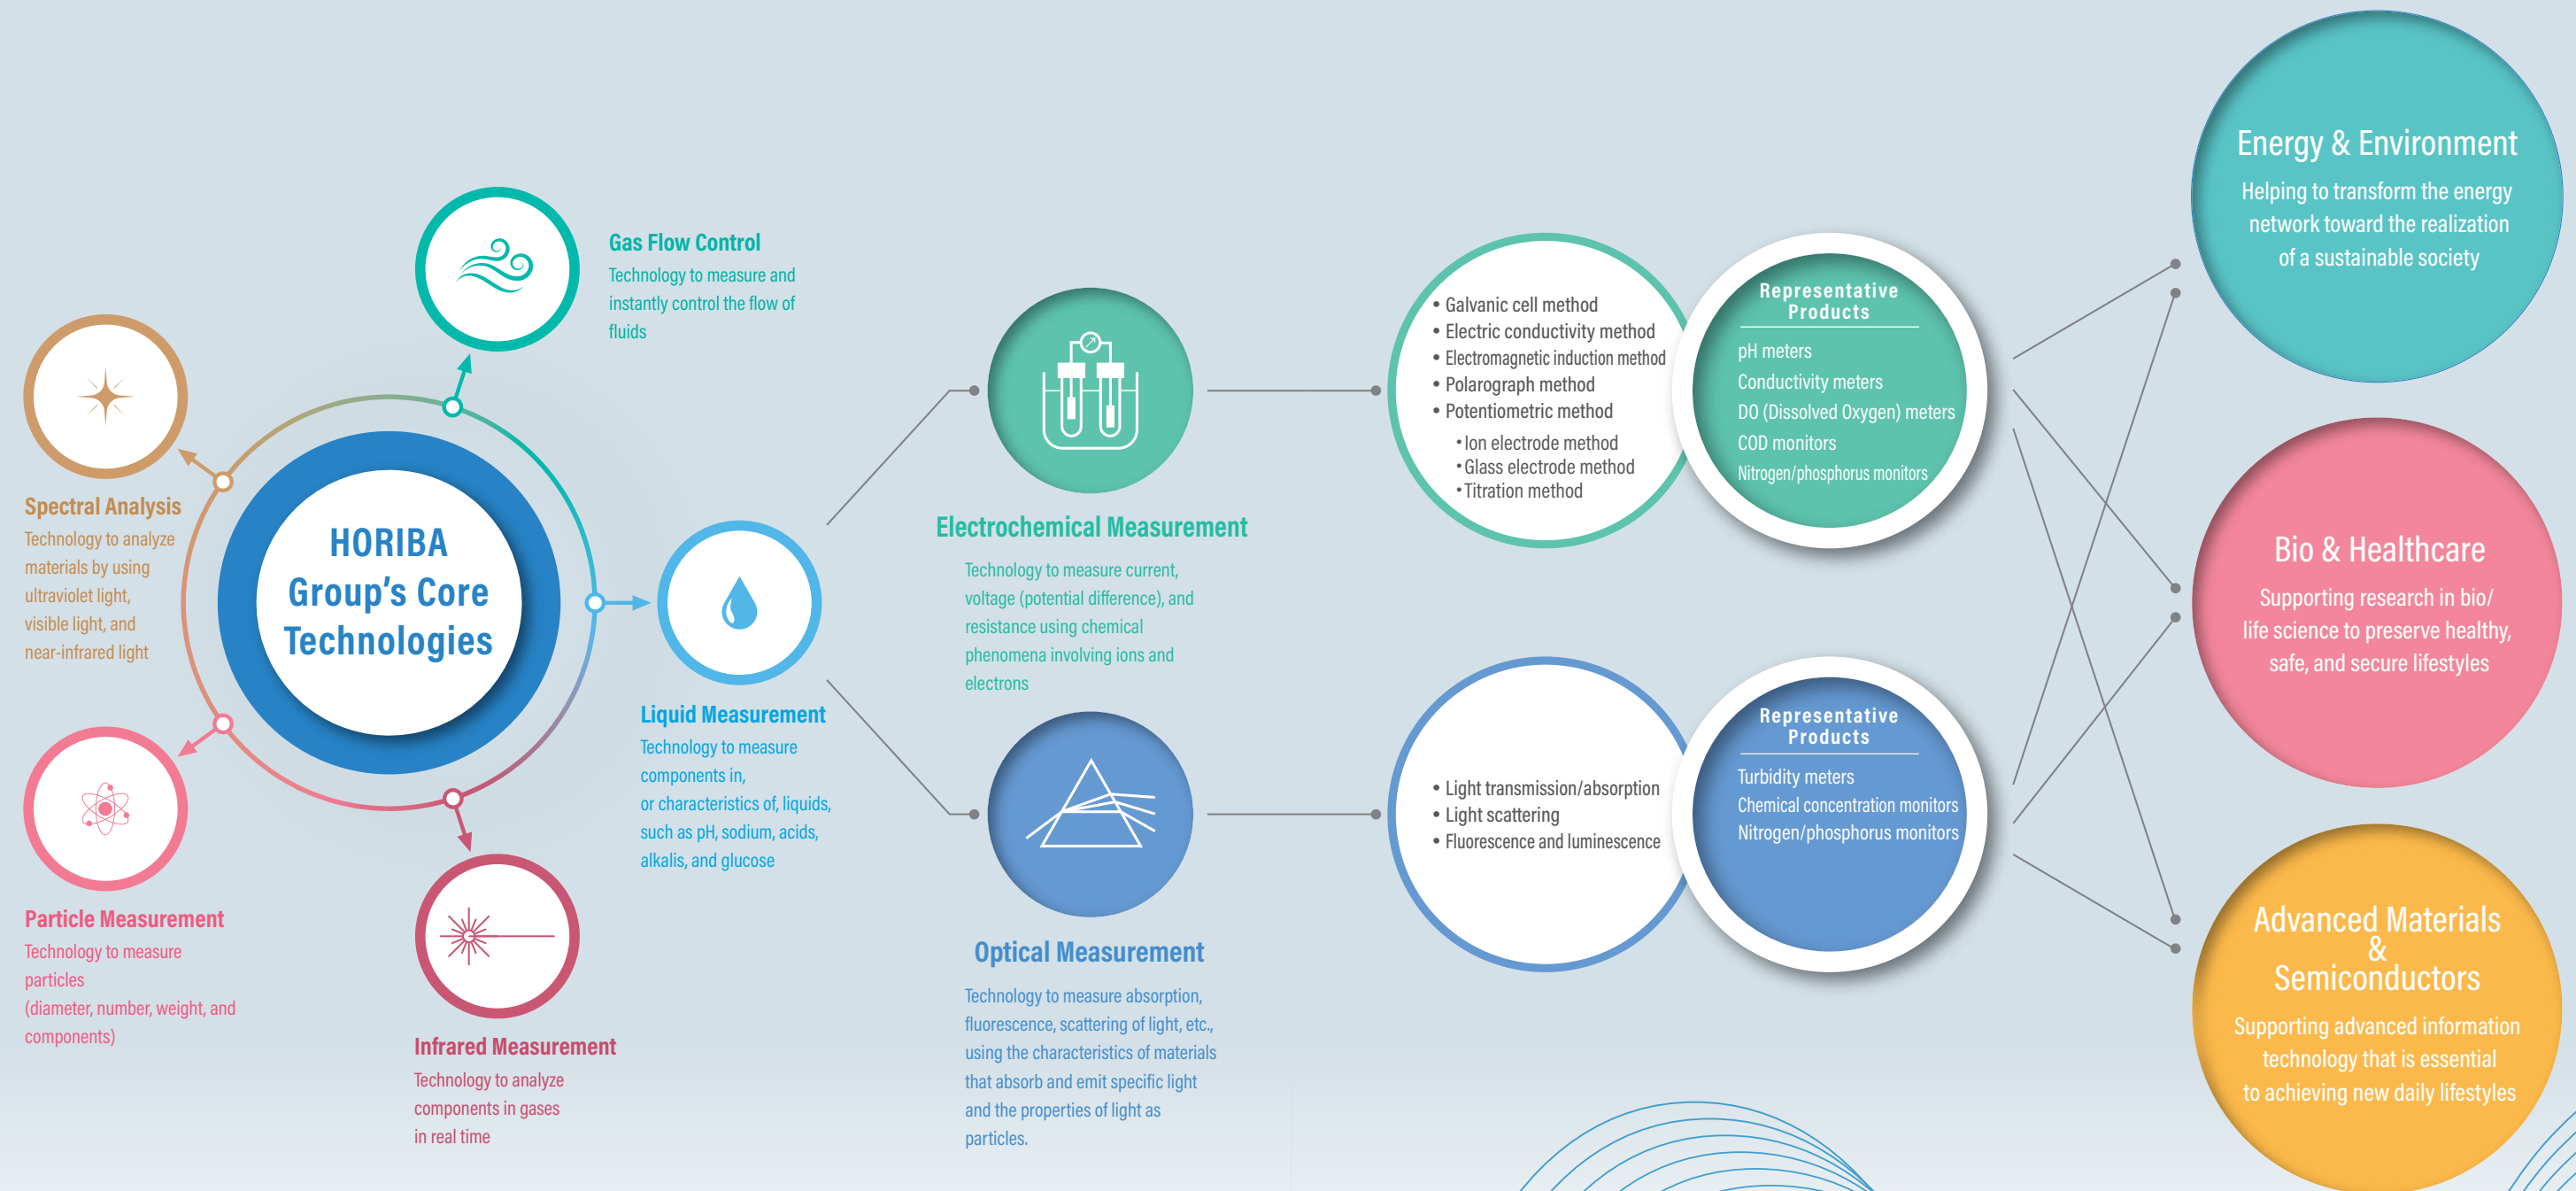 HORIBA
Group's Core
Technologies
Gas Flow Control
Technology to measure and
instantly control the flow of
fluids
Spectral Analysis
Technology to analyze
materials by using
ultraviolet light,
visible light, and
near-infrared light
Particle Measurement
Technology to measure
particles
(diameter, number, weight, and
components)
Infrared Measurement
Technology to analyze
components in gases
in real time
Liquid Measurement
Technology to measure
components in,
or characteristics of, liquids,
such as pH, sodium, acids,
alkalis, and glucose
Electrochemical Measurement
Technology to measure current,
voltage (potential difference), and
resistance using chemical
phenomena involving ions and
electrons
• Galvanic cell method
• Electric conductivity method
• Electromagnetic induction method
• Polarograph method
• Potentiometric method
• Ion electrode method
• Glass electrode method
• Titration method
Representative
Products
pH meters
Conductivity meters
DO (Dissolved Oxygen) meters
COD monitors
Nitrogen/phosphorus monitors
Optical Measurement
Technology to measure absorption,
fluorescence, scattering of light, etc.,
using the characteristics of materials
that absorb and emit specific light
and the properties of light as
particles.
• Light transmission/absorption
• Light scattering
• Fluorescence and luminescence
Representative
Products
Turbidity meters
Chemical concentration monitors
Nitrogen/phosphorus monitors
Energy & Environment
Helping to transform the energy
network toward the realization
of a sustainable society
Bio & Healthcare
Supporting research in bio/
life science to preserve healthy,
safe, and secure lifestyles
Advanced Materials
&
Semiconductors
Supporting advanced information
technology that is essential
to achieving new daily lifestyles